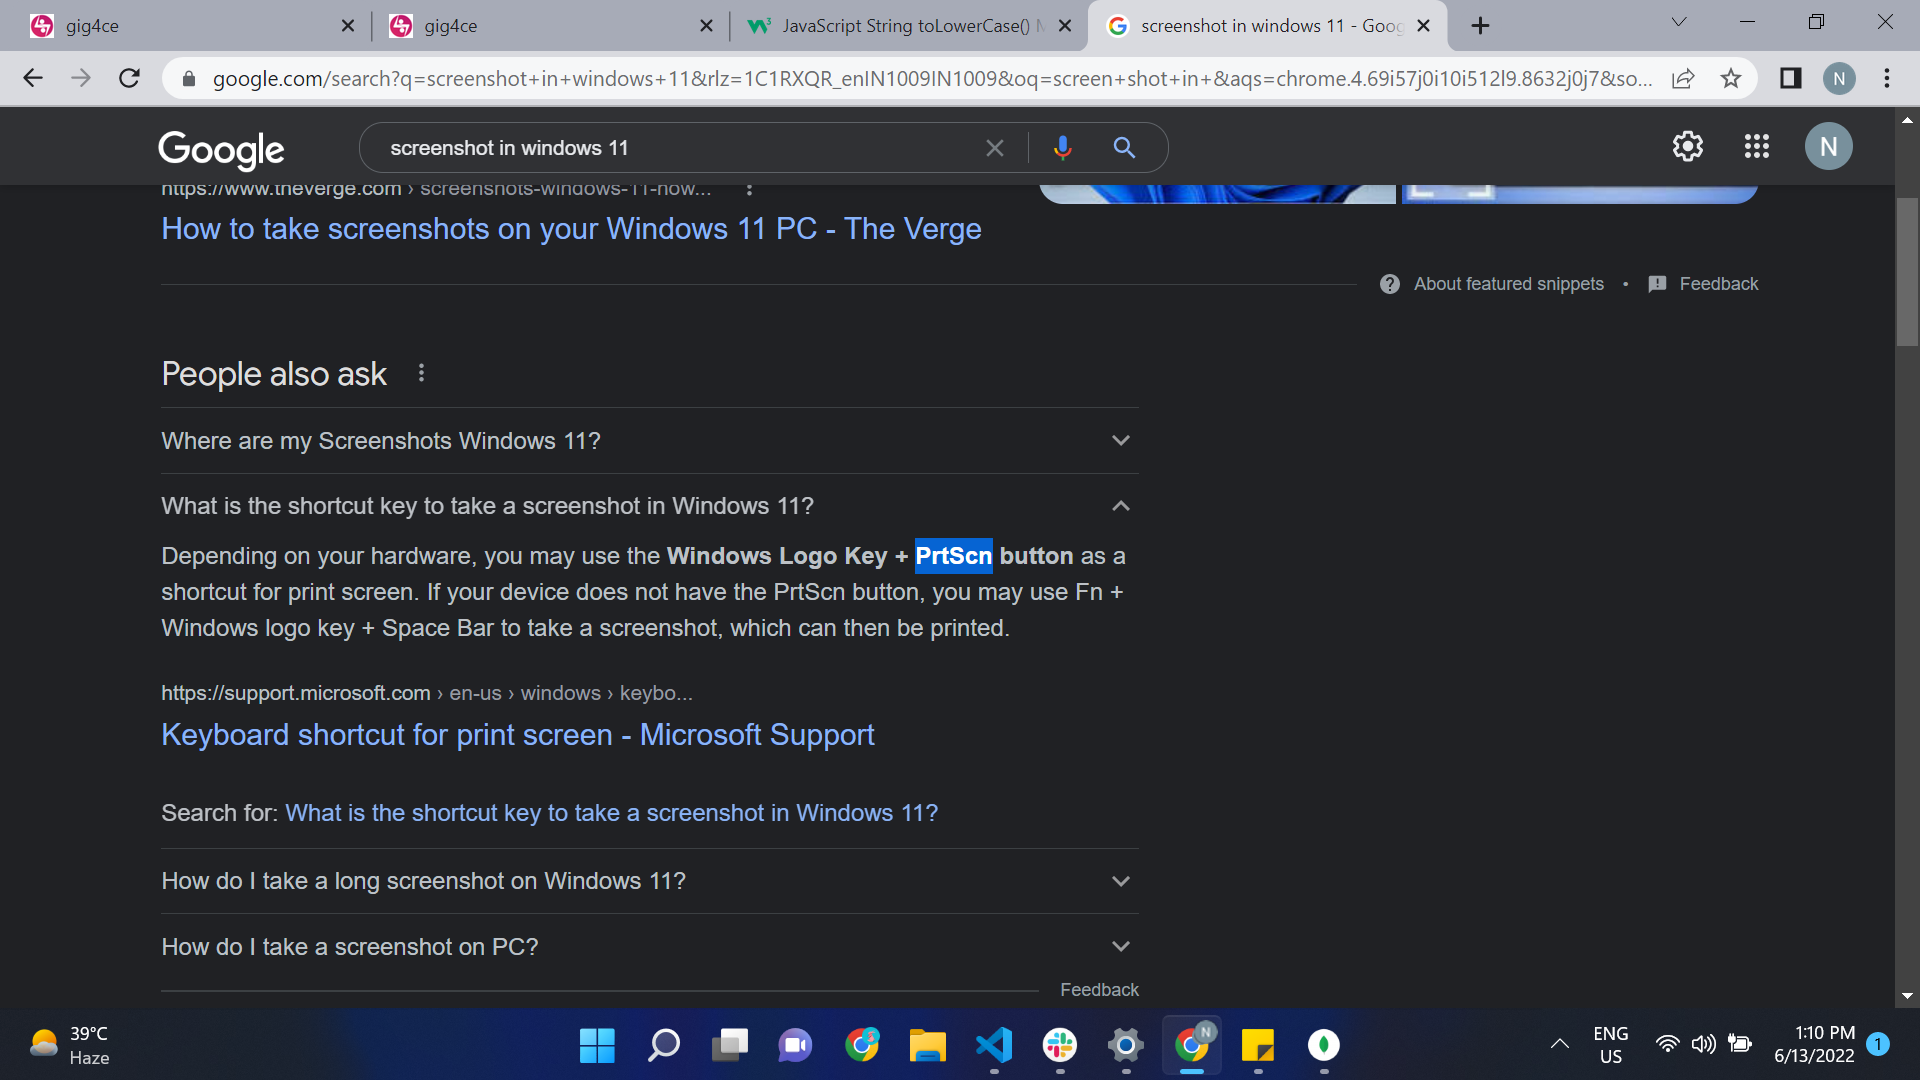 gig4ce
gig4ce
JavaScript String toLowerCase()
screenshot in windows 11 - Goog
google.com/search?q=screenshot+in+windows+11&rlz=1C1RXQR_enIN1009IN1009&oq=screen+shot+in+&aqs=chrome.4.69i57j0i10i512l9.8632j0j7&so...
N
Google
screenshot in windows 11
N
https://www.theverge.com › screenshots-windows-11-how...
How to take screenshots on your Windows 11 PC - The Verge
About featured snippets • Feedback
People also ask
Where are my Screenshots Windows 11?
What is the shortcut key to take a screenshot in Windows 11?
Depending on your hardware, you may use the Windows Logo Key + PrtScn button as a
shortcut for print screen. If your device does not have the PrtScn button, you may use Fn +
Windows logo key + Space Bar to take a screenshot, which can then be printed.
https://support.microsoft.com › en-us › windows › keybo...
Keyboard shortcut for print screen - Microsoft Support
Search for: What is the shortcut key to take a screenshot in Windows 11?
How do I take a long screenshot on Windows 11?
How do I take a screenshot on PC?
Feedback
39°C
Haze
N
ENG
US
1:10 PM
6/13/2022
1